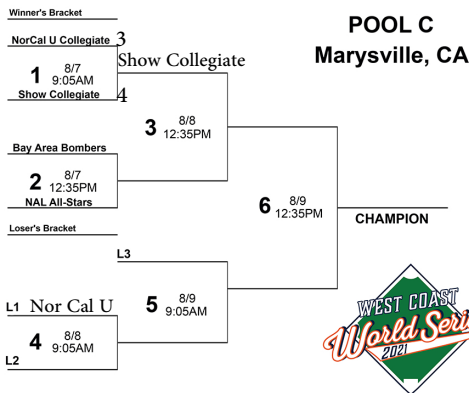 Winner's Bracket
POOL C
Marysville, CA
NorCal U Collegiate 3
Show Collegiate
1 8/7
9:05AM
Show Collegiate 4
3 8/8
12:35PM
Bay Area Bombers
2 8/7
12:35PM
NAL All-Stars
6 8/9
12:35PM
CHAMPION
Loser's Bracket
L3
L1 Nor Cal U
5 8/9
9:05AM
4 8/8
9:05AM
L2
WEST COAST
World Seri
2021